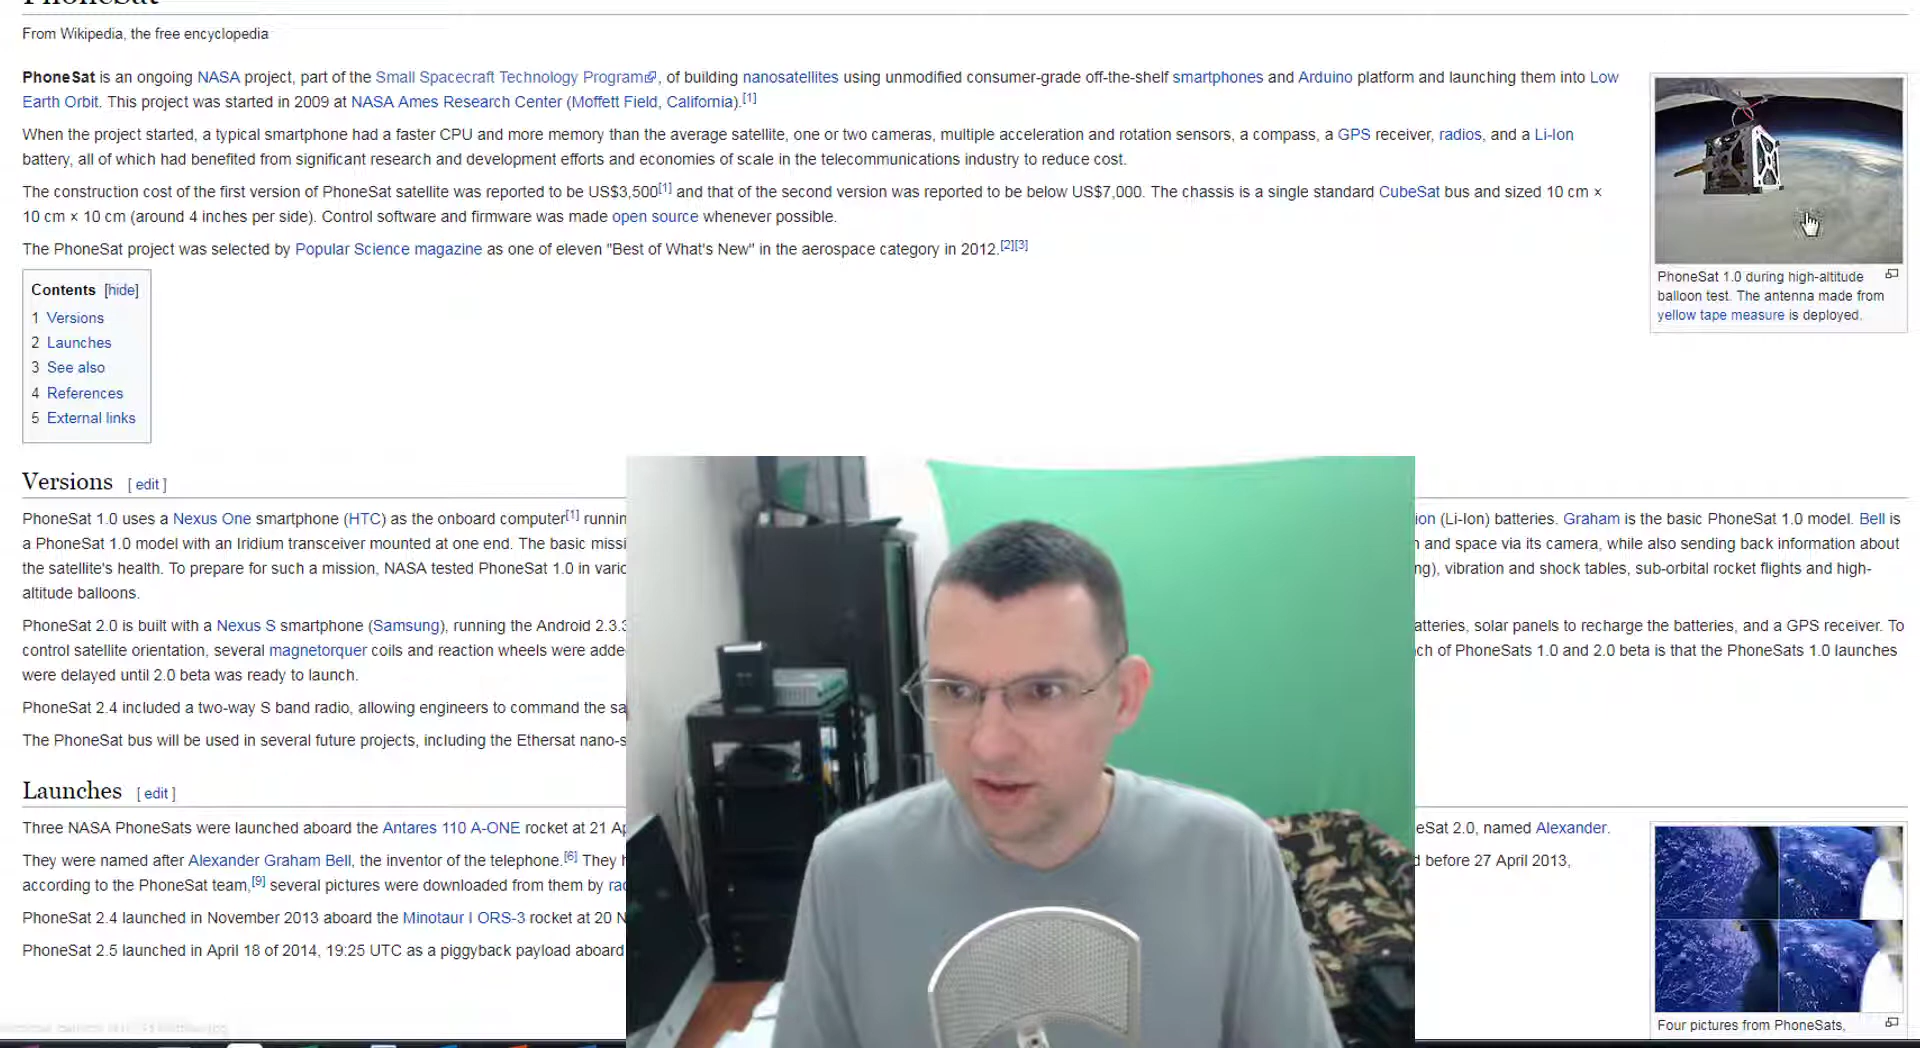 PhoneSat
From Wikipedia, the free encyclopedia
PhoneSat is an ongoing NASA project, part of the Small Spacecraft Technology Program, of building nanosatellites using unmodified consumer-grade off-the-shelf smartphones and Arduino platform and launching them into Low
Earth Orbit. This project was started in 2009 at NASA Ames Research Center (Moffett Field, California).[1]
When the project started, a typical smartphone had a faster CPU and more memory than the average satellite, one or two cameras, multiple acceleration and rotation sensors, a compass, a GPS receiver, radios, and a Li-Ion
battery, all of which had benefited from significant research and development efforts and economies of scale in the telecommunications industry to reduce cost.
The construction cost of the first version of PhoneSat satellite was reported to be US$3,500[1] and that of the second version was reported to be below US$7,000. The chassis is a single standard CubeSat bus and sized 10 cm ×
10 cm × 10 cm (around 4 inches per side). Control software and firmware was made open source whenever possible.
The PhoneSat project was selected by Popular Science magazine as one of eleven "Best of What's New" in the aerospace category in 2012.[2][3]
PhoneSat 1.0 during high-altitude
balloon test. The antenna made from
yellow tape measure is deployed.
Contents [hide]
1 Versions
2 Launches
3 See also
4 References
5 External links
Versions [ edit ]
PhoneSat 1.0 uses a Nexus One smartphone (HTC) as the onboard computer[1] (Li-Ion) batteries. Graham is the basic PhoneSat 1.0 model. Bell is
a PhoneSat 1.0 model with an Iridium transceiver mounted at one end. The basic and space via its camera, while also sending back information about
the satellite's health. To prepare for such a mission, NASA tested PhoneSat 1.0 in vibration and shock tables, sub-orbital rocket flights and high-
altitude balloons.
PhoneSat 2.0 is built with a Nexus S smartphone (Samsung), running the Android 2.3.3 solar panels to recharge the batteries, and a GPS receiver. To
control satellite orientation, several magnetorquer coils and reaction wheels were of PhoneSats 1.0 and 2.0 beta is that the PhoneSats 1.0 launches
were delayed until 2.0 beta was ready to launch.
PhoneSat 2.4 included a two-way S band radio, allowing engineers to command the
The PhoneSat bus will be used in several future projects, including the Ethersat
Launches [ edit ]
Three NASA PhoneSats were launched aboard the Antares 110 A-ONE rocket at 21 eSat 2.0, named Alexander.
They were named after Alexander Graham Bell, the inventor of the telephone.[6] They before 27 April 2013,
according to the PhoneSat team,[9] several pictures were downloaded from them by
PhoneSat 2.4 launched in November 2013 aboard the Minotaur I ORS-3 rocket at 20
PhoneSat 2.5 launched in April 18 of 2014, 19:25 UTC as a piggyback payload aboard
Four pictures from PhoneSats,